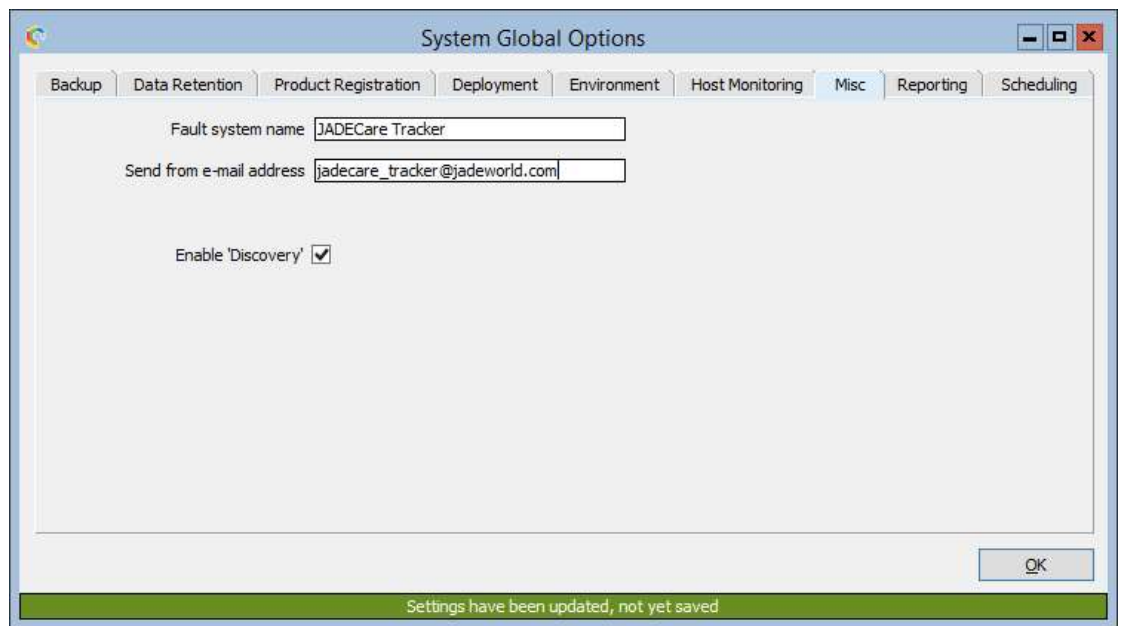 System Global Options
Backup Data Retention Product Registration Deployment Environment Host Monitoring Misc Reporting Scheduling
Fault system name JADECare Tracker
Send from e-mail address jadecare_tracker@jadeworld.com
Enable 'Discovery'
OK
Settings have been updated, not yet saved